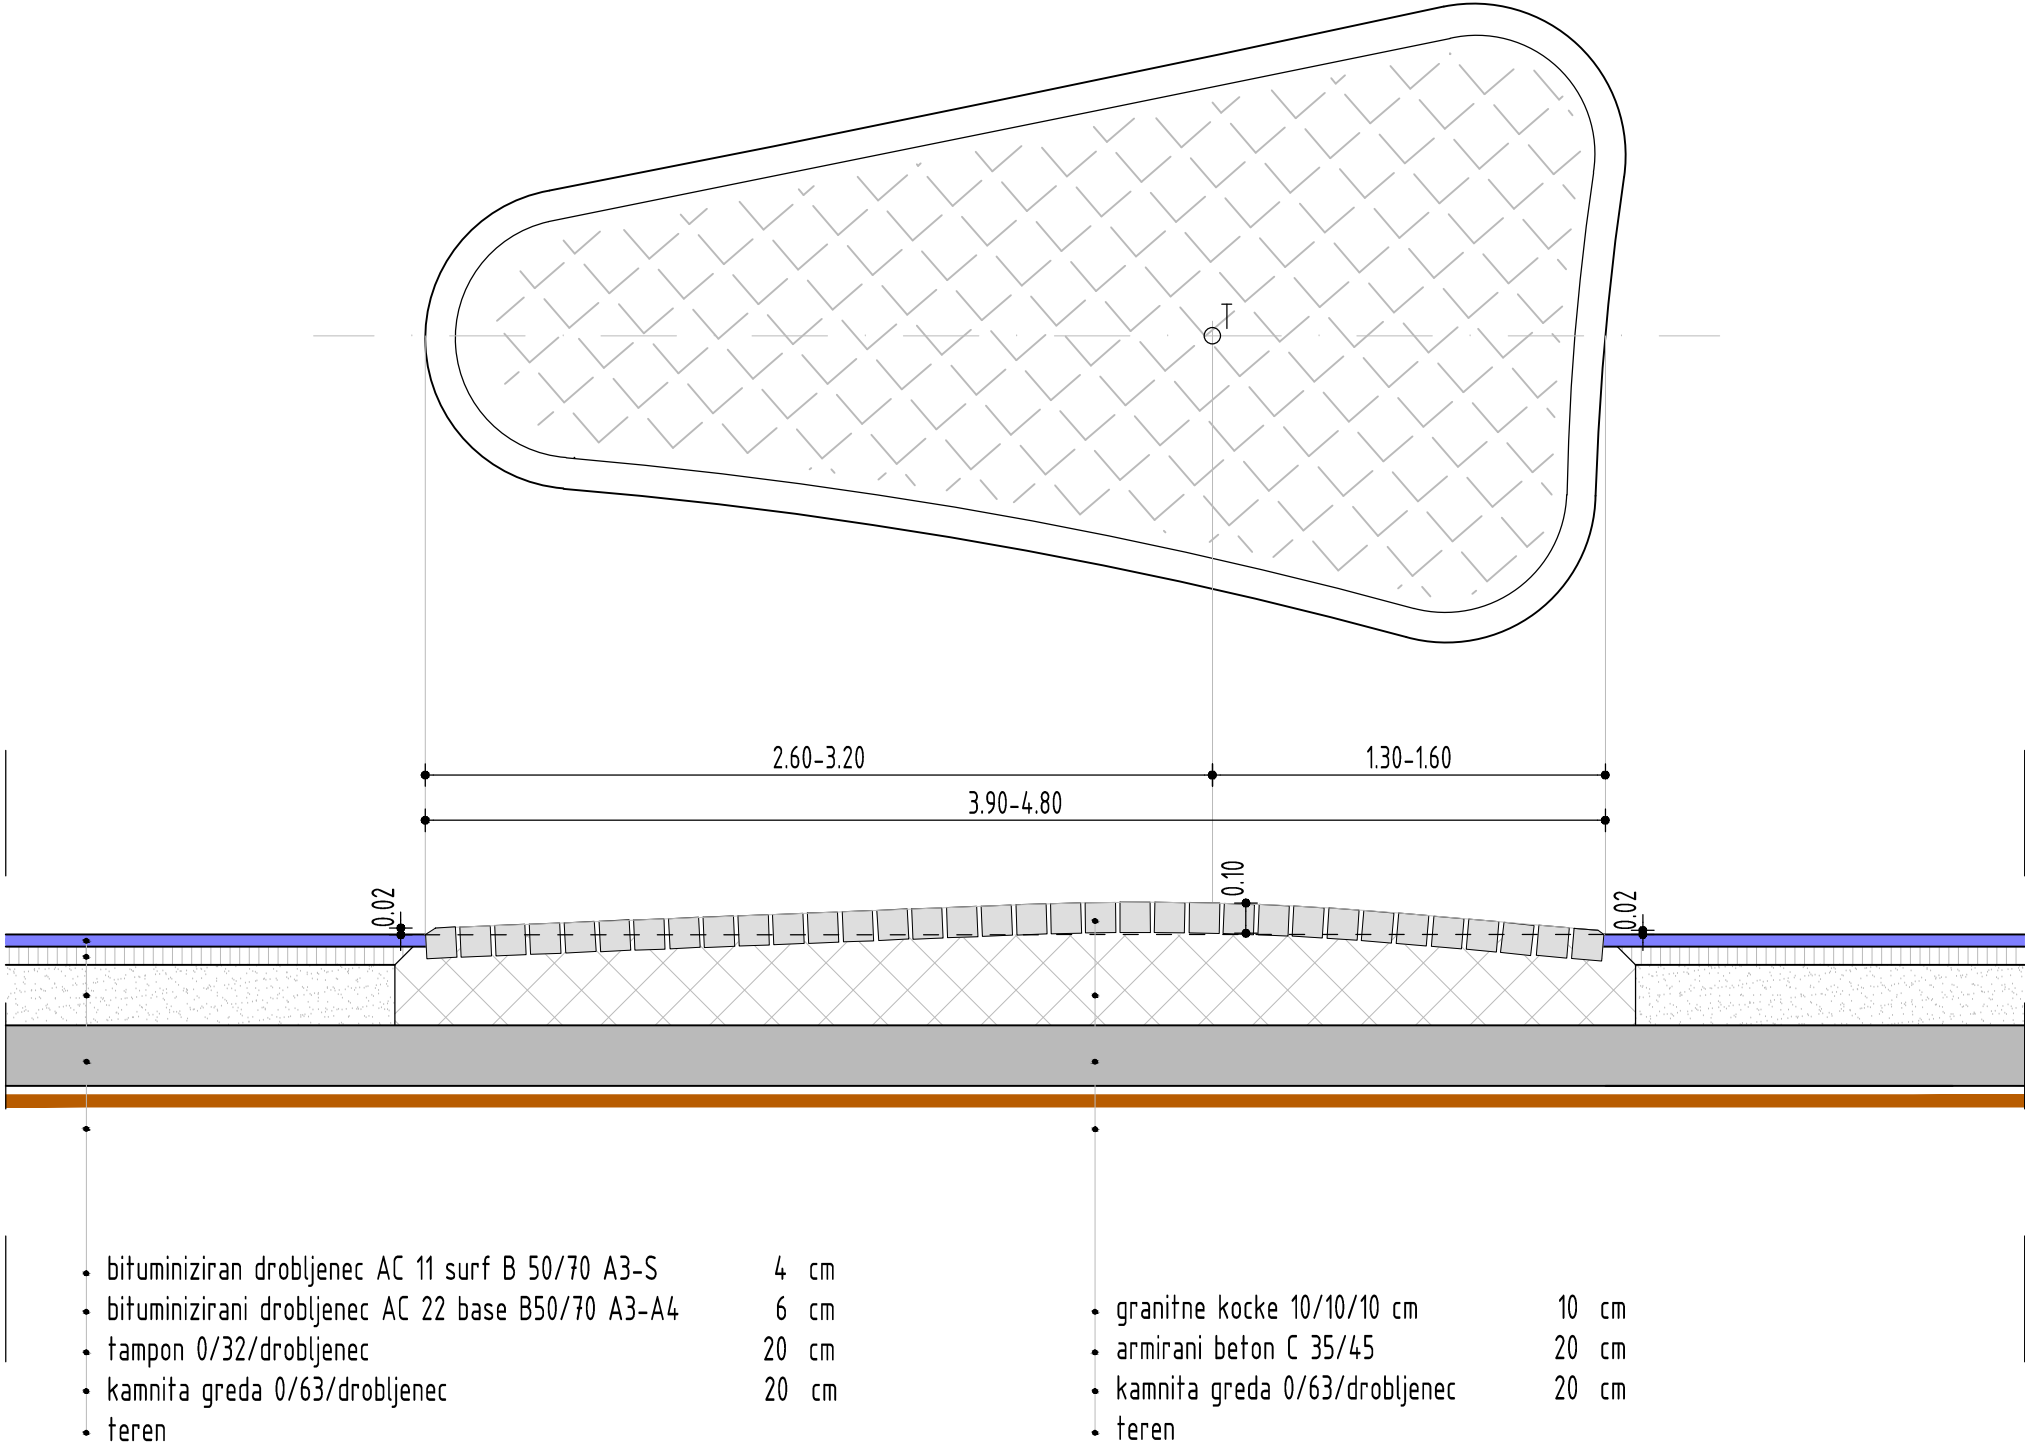 T
2.60-3.20 1.30-1.60
3.90-4.80
0.02 0.10 0.02
bituminiziran drobljenec AC 11 surf B 50/70 A3-S 4 cm
bituminizirani drobljenec AC 22 base B50/70 A3-A4 6 cm
tampon 0/32/drobljenec 20 cm
kamnita greda 0/63/drobljenec 20 cm
teren
granitne kocke 10/10/10 cm 10 cm
armirani beton C 35/45 20 cm
kamnita greda 0/63/drobljenec 20 cm
teren